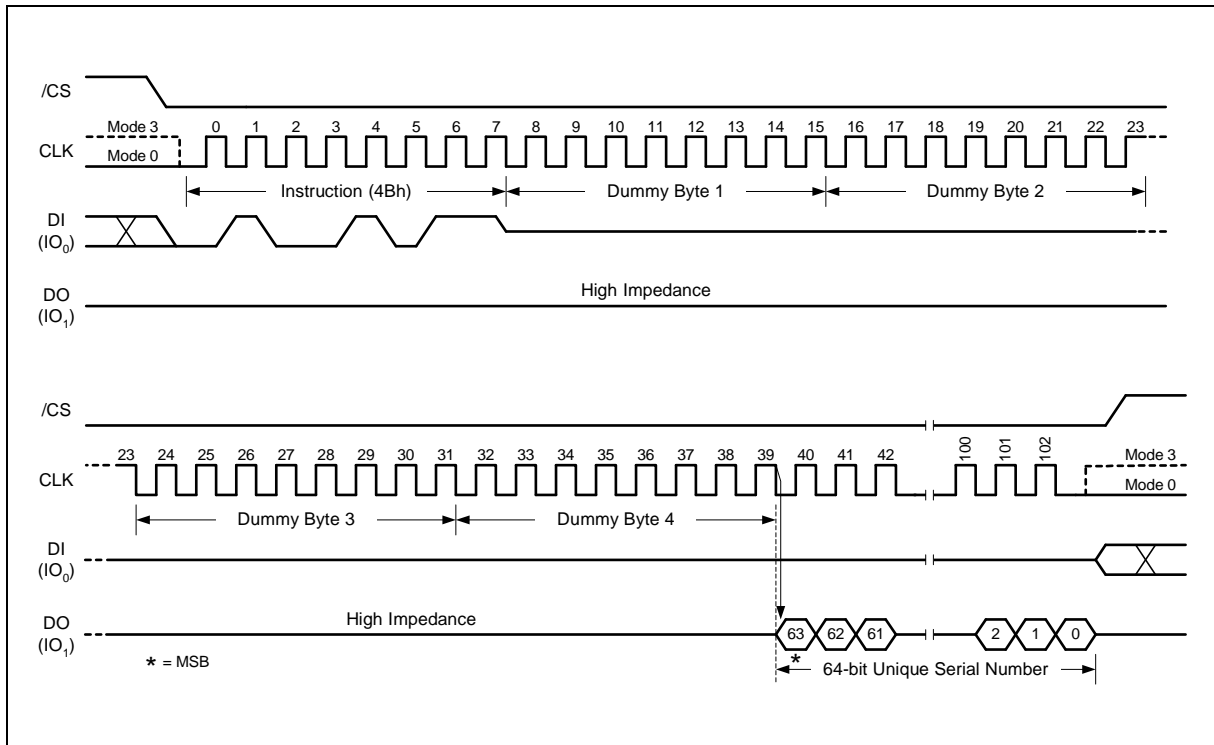 /CS
Mode 3
0 1 2 3 4 5 6 7 8 9 10 11 12 13 14 15 16 17 18 19 20 21 22 23
CLK
Mode 0
Instruction (4Bh)
Dummy Byte 1
Dummy Byte 2
DI
(IO0)
High Impedance
DO
(IO1)
/CS
23 24 25 26 27 28 29 30 31 32 33 34 35 36 37 38 39 40 41 42 100 101 102
Mode 3
CLK
Mode 0
Dummy Byte 3
Dummy Byte 4
DI
(IO0)
High Impedance
DO
(IO1)
63 62 61 2 1 0
* = MSB
*
64-bit Unique Serial Number